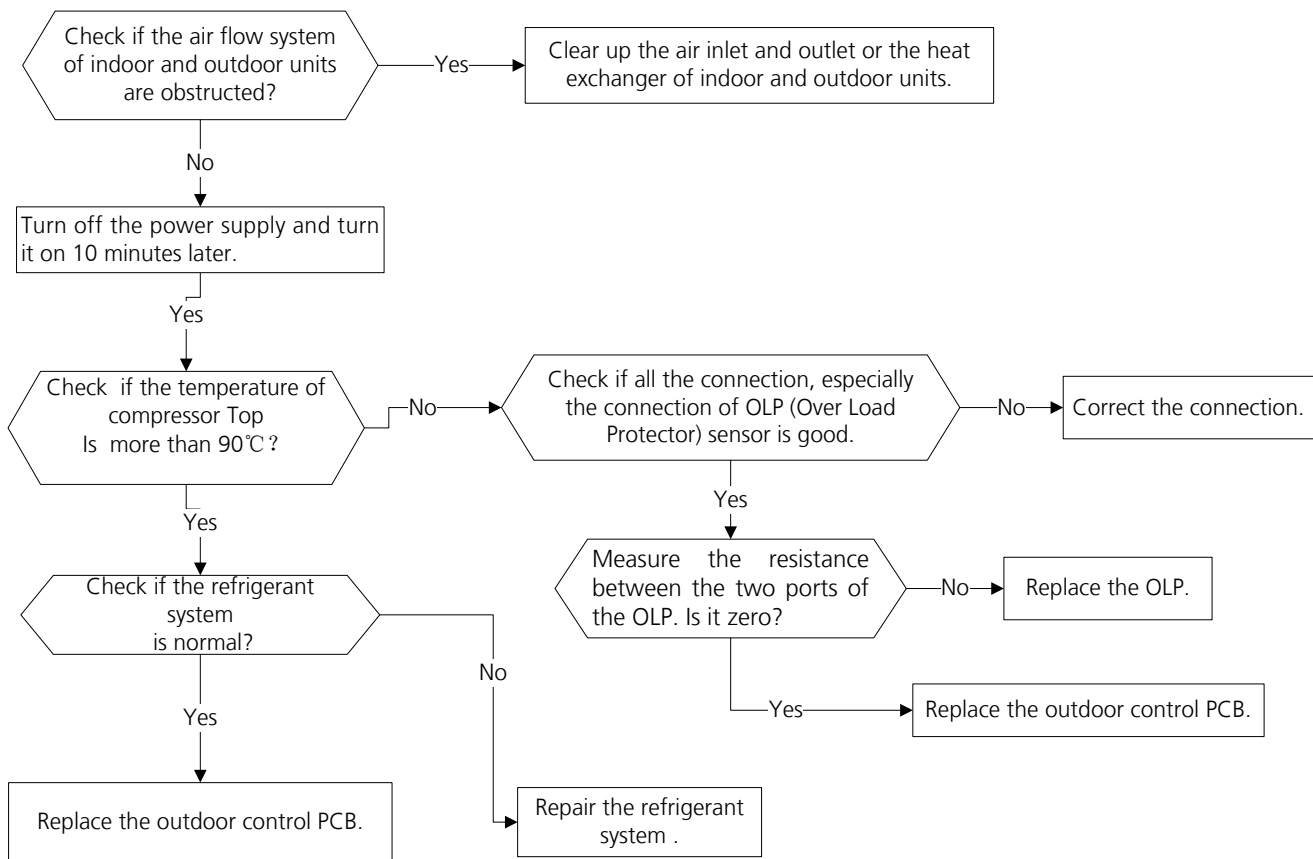 Check if the air flow system
of indoor and outdoor units
are obstructed?
Yes
Clear up the air inlet and outlet or the heat
exchanger of indoor and outdoor units.
No
Turn off the power supply and turn
it on 10 minutes later.
Yes
Check if the temperature of
compressor Top
Is more than 90℃?
No
Check if all the connection, especially
the connection of OLP (Over Load
Protector) sensor is good.
No
Correct the connection.
Yes
Yes
Check if the refrigerant
system
is normal?
Measure the resistance
between the two ports of
the OLP. Is it zero?
No
Replace the OLP.
No
Yes
Yes
Replace the outdoor control PCB.
Replace the outdoor control PCB.
Repair the refrigerant
system .